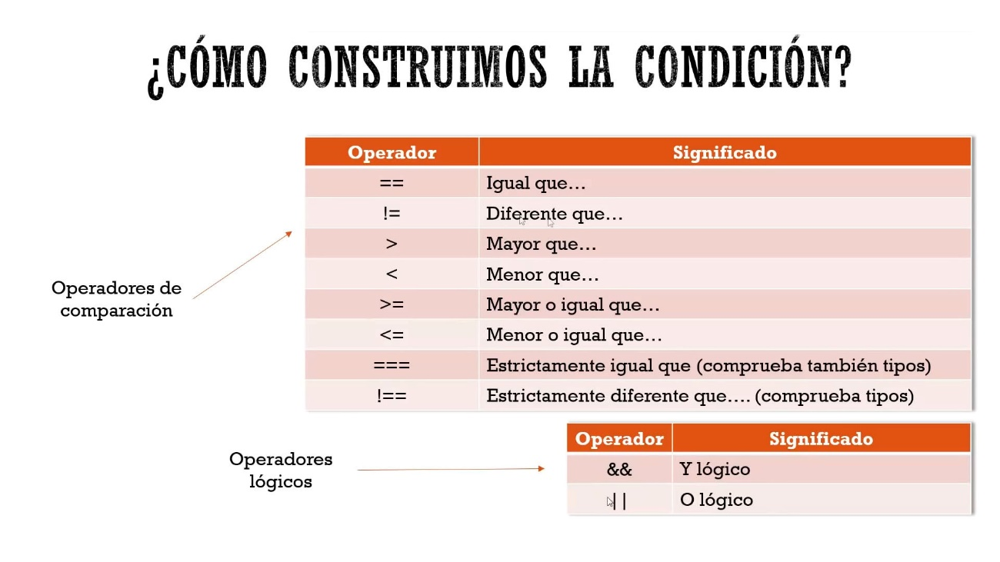 ¿CÓMO CONSTRUIMOS LA CONDICIÓN?
Operador Significado
== Igual que…
!= Diferente que…
> Mayor que…
< Menor que…
>= Mayor o igual que…
<= Menor o igual que…
=== Estrictamente igual que (comprueba también tipos)
!== Estrictamente diferente que…. (comprueba tipos)
Operadores de
comparación
Operador Significado
&& Y lógico
|| O lógico
Operadores
lógicos